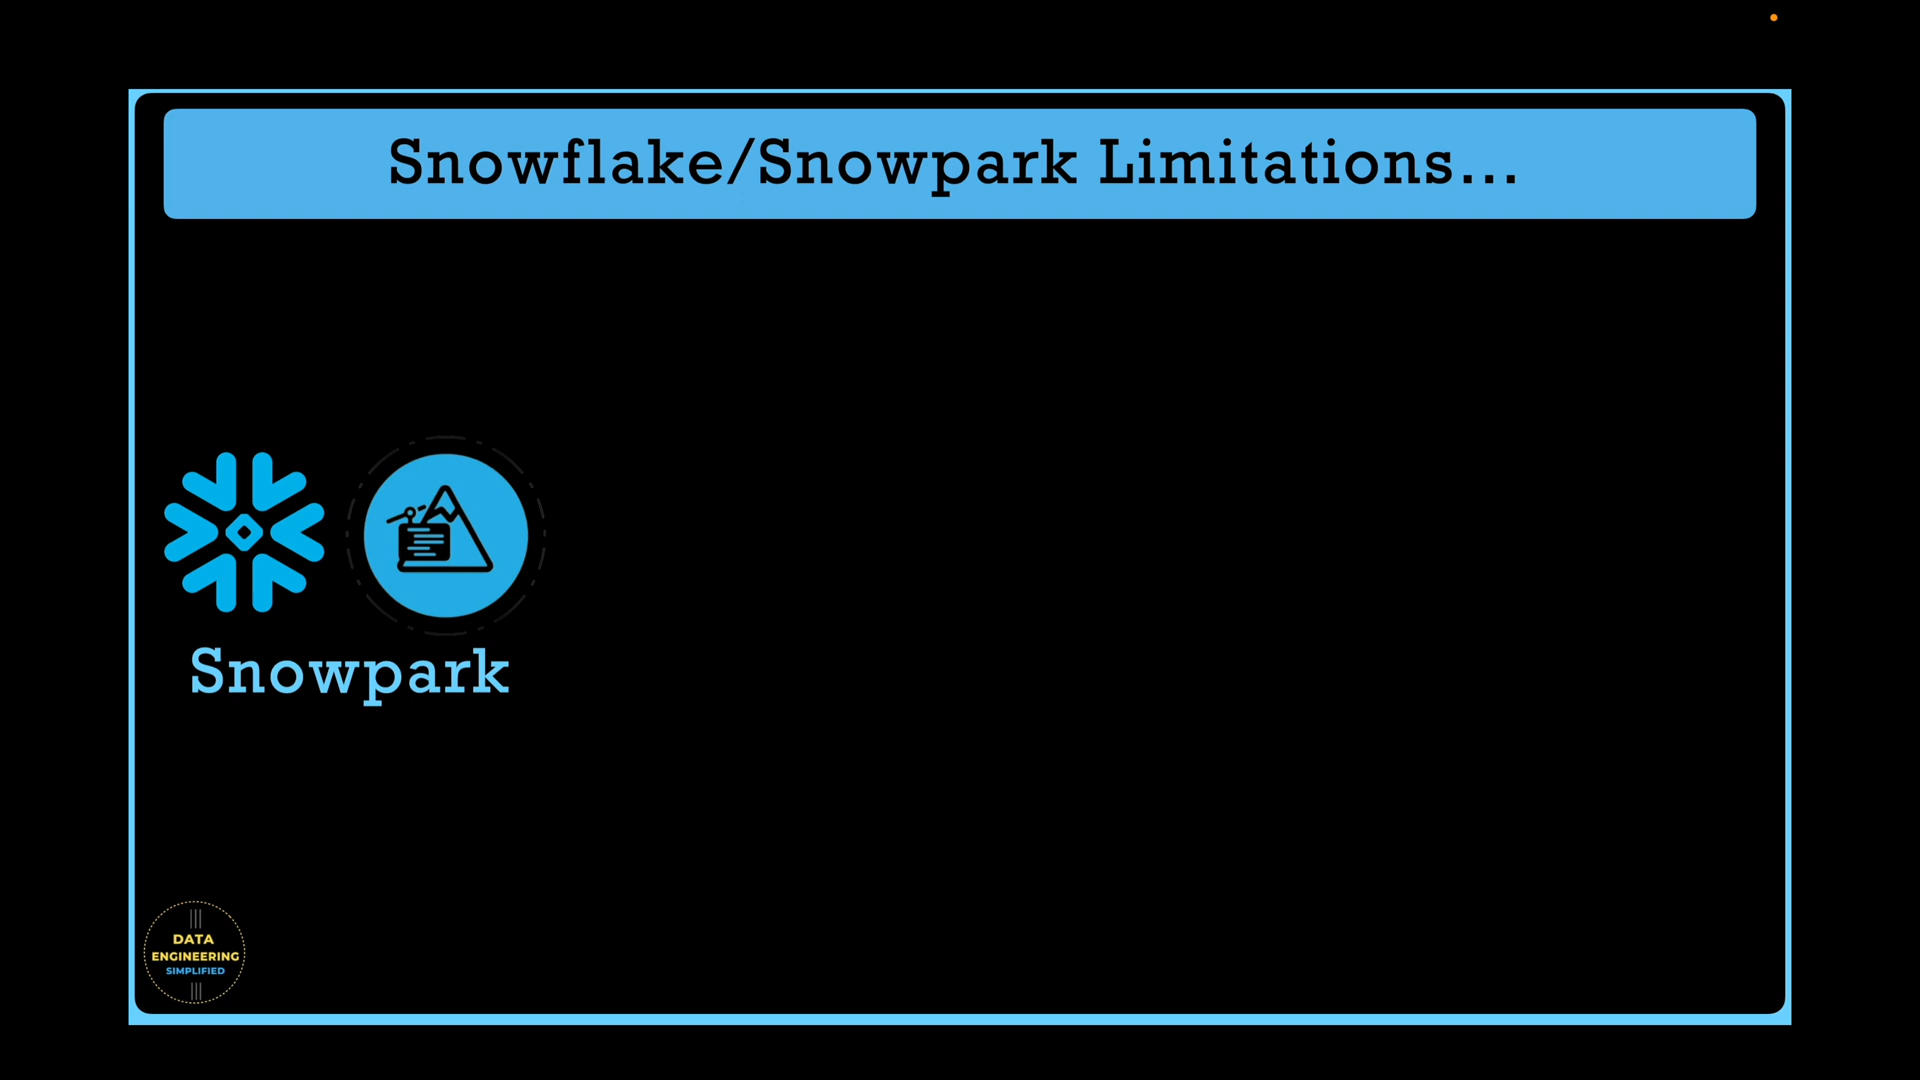 Snowflake/Snowpark Limitations...
Snowpark
DATA
ENGINEERING
SIMPLIFIED